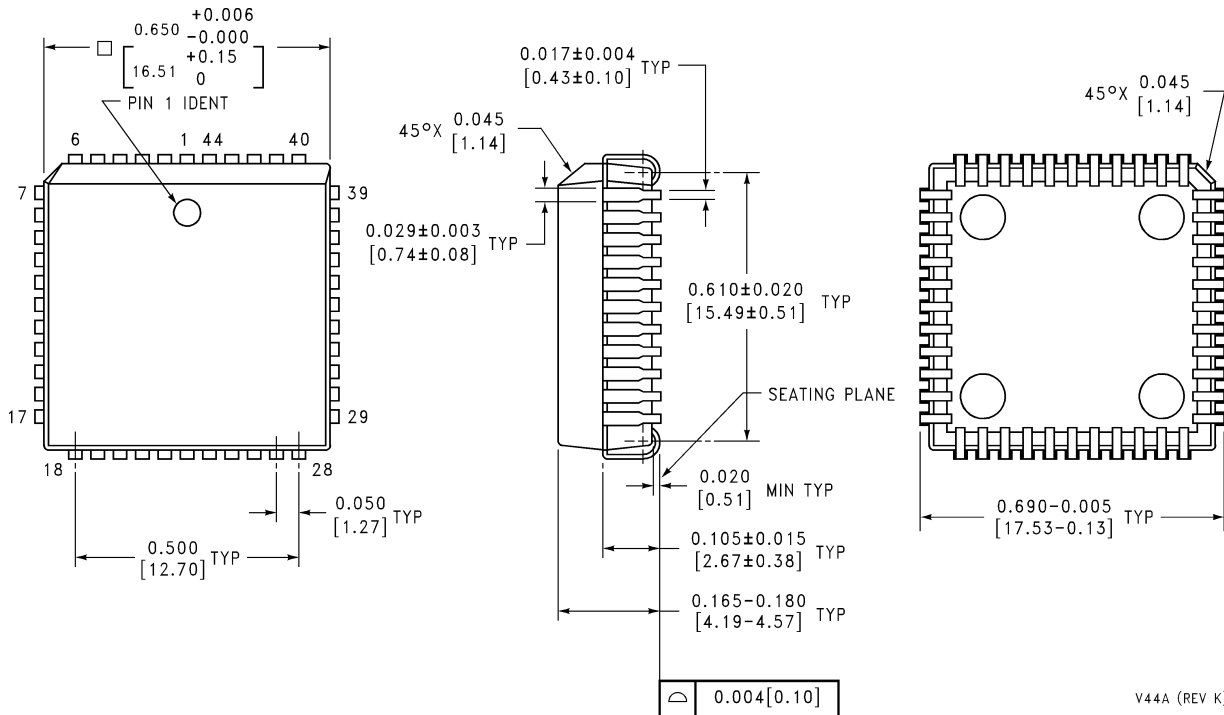 0.650 +0.006 -0.000
[16.51 +0.15 0]
PIN 1 IDENT
6 1 44 40
7 39
17 29
18 28
0.050
[1.27] TYP
0.500
[12.70] TYP
0.017±0.004
[0.43±0.10] TYP
45°X 0.045
[1.14]
0.029±0.003
[0.74±0.08] TYP
0.610±0.020
[15.49±0.51] TYP
SEATING PLANE
0.020
[0.51] MIN TYP
0.105±0.015
[2.67±0.38] TYP
0.165-0.180
[4.19-4.57] TYP
0.004[0.10]
45°X 0.045
[1.14]
0.690-0.005
[17.53-0.13] TYP
V44A (REV K)